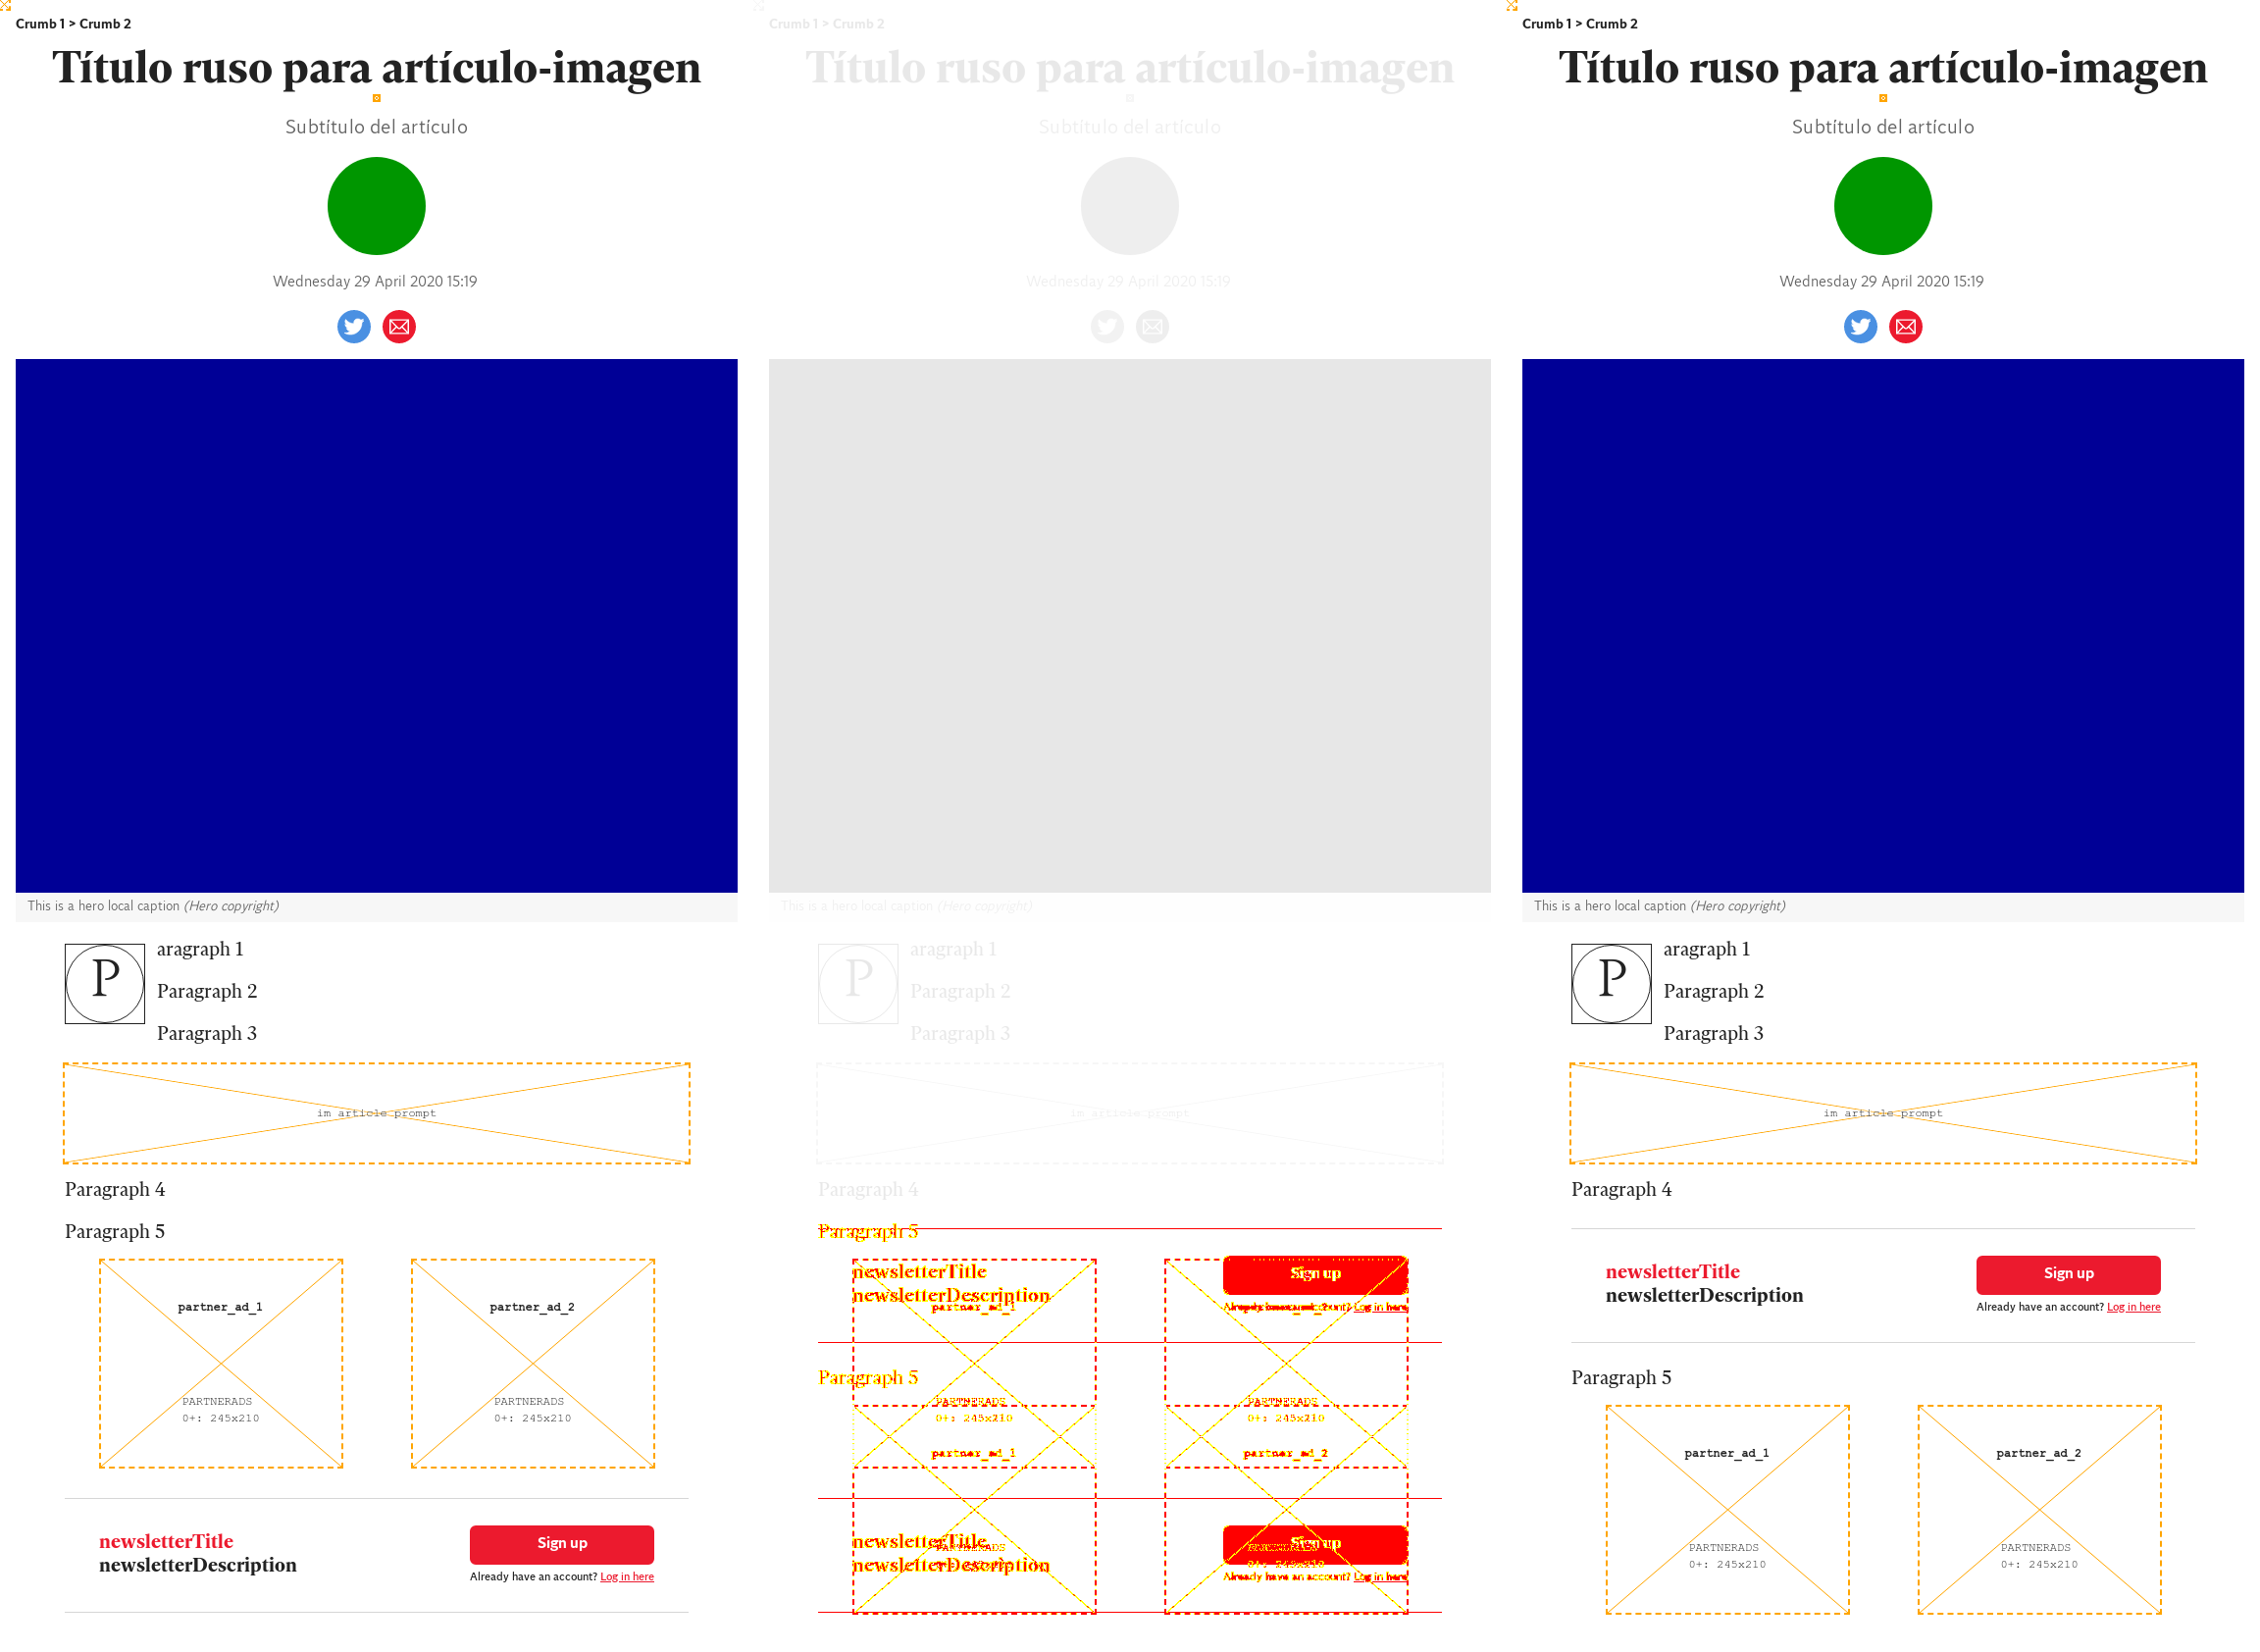 Crumb 1 > Crumb 2
Título ruso para artículo-imagen
Subtítulo del artículo
Wednesday 29 April 2020 15:19
This is a hero local caption (Hero copyright)
P
aragraph 1
Paragraph 2
Paragraph 3
im article prompt
Paragraph 4
Paragraph 5
partner_ad_1
partner_ad_2
PARTNERADS
0+: 245x210
PARTNERADS
0+: 245x210
newsletterTitle
newsletterDescription
Sign up
Already have an account? Log in here
Crumb 1 > Crumb 2
Título ruso para artículo-imagen
Subtítulo del artículo
Wednesday 29 April 2020 15:19
This is a hero local caption (Hero copyright)
P
aragraph 1
Paragraph 2
Paragraph 3
im article prompt
Paragraph 4
Paragraph 5
newsletterTitle
newsletterDescription
Sign up
partner_ad_1
Already have an account? Log in here
Paragraph 5
PARTNERADS
0+: 245x210
PARTNERADS
0+: 245x210
partner_ad_1
partner_ad_2
newsletterTitle
newsletterDescription
Sign up
Already have an account? Log in here
Crumb 1 > Crumb 2
Título ruso para artículo-imagen
Subtítulo del artículo
Wednesday 29 April 2020 15:19
This is a hero local caption (Hero copyright)
P
aragraph 1
Paragraph 2
Paragraph 3
im article prompt
Paragraph 4
newsletterTitle
newsletterDescription
Sign up
Already have an account? Log in here
Paragraph 5
partner_ad_1
partner_ad_2
PARTNERADS
0+: 245x210
PARTNERADS
0+: 245x210